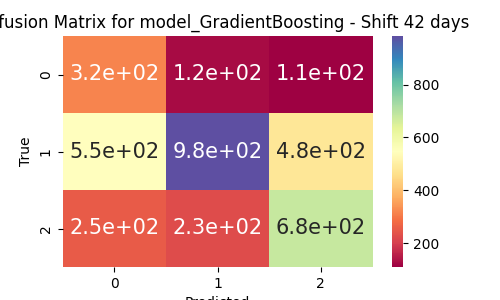 fusion Matrix for model_GradientBoosting - Shift 42 days
0 3.2e+02 1.2e+02 1.1e+02
1 5.5e+02 9.8e+02 4.8e+02
2 2.5e+02 2.3e+02 6.8e+02
True
0 1 2
Predicted
800
600
400
200